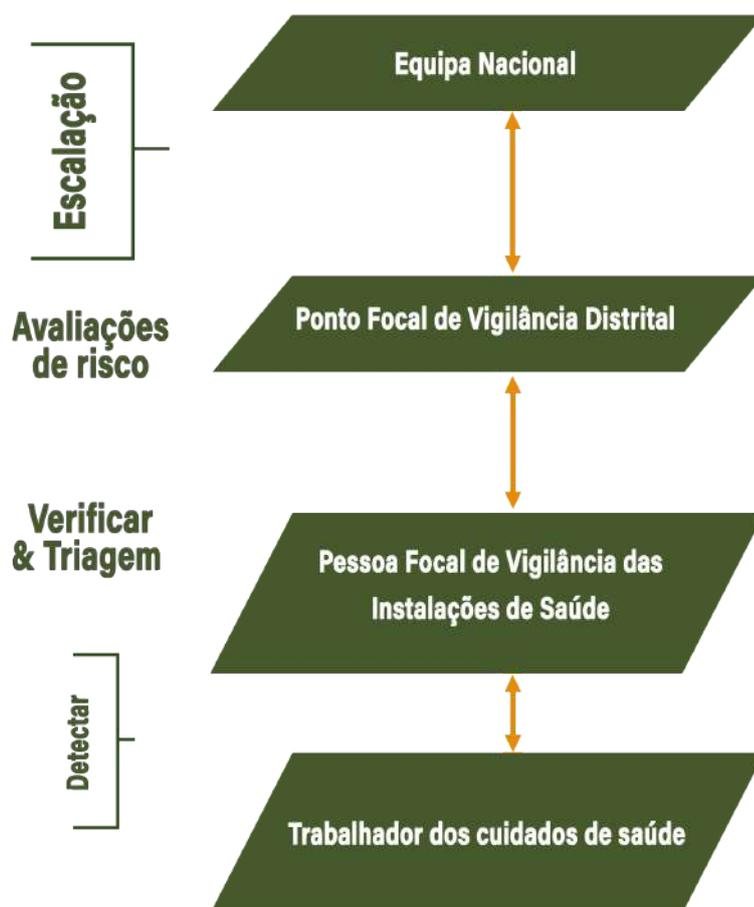 Equipa Nacional
Escalação
Ponto Focal de Vigilância Distrital
Avaliações
de risco
Verificar
& Triagem
Pessoa Focal de Vigilância das
Instalações de Saúde
Detectar
Trabalhador dos cuidados de saúde